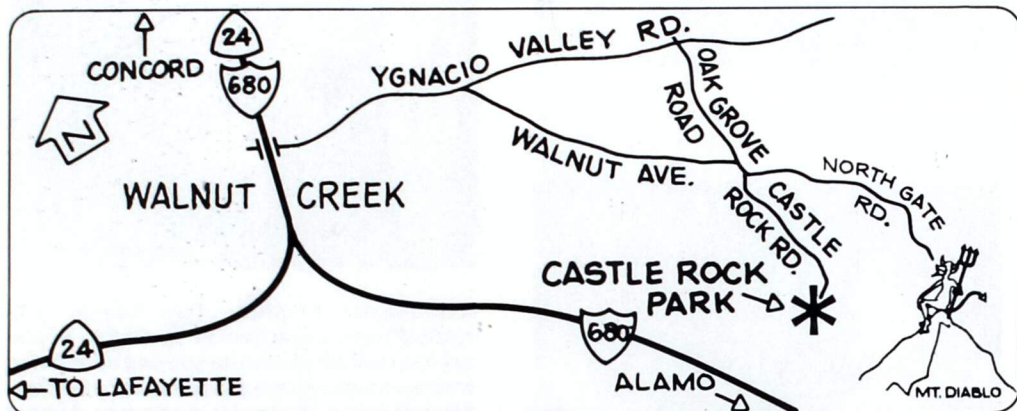 24
680
CONCORD
N
YGNACIO VALLEY RD.
OAK GROVE
ROAD
WALNUT AVE.
NORTH GATE
RD.
CASTLE
ROCK RD.
WALNUT CREEK
CASTLE ROCK
PARK
680
24
TO LAFAYETTE
ALAMO
MT. DIABLO